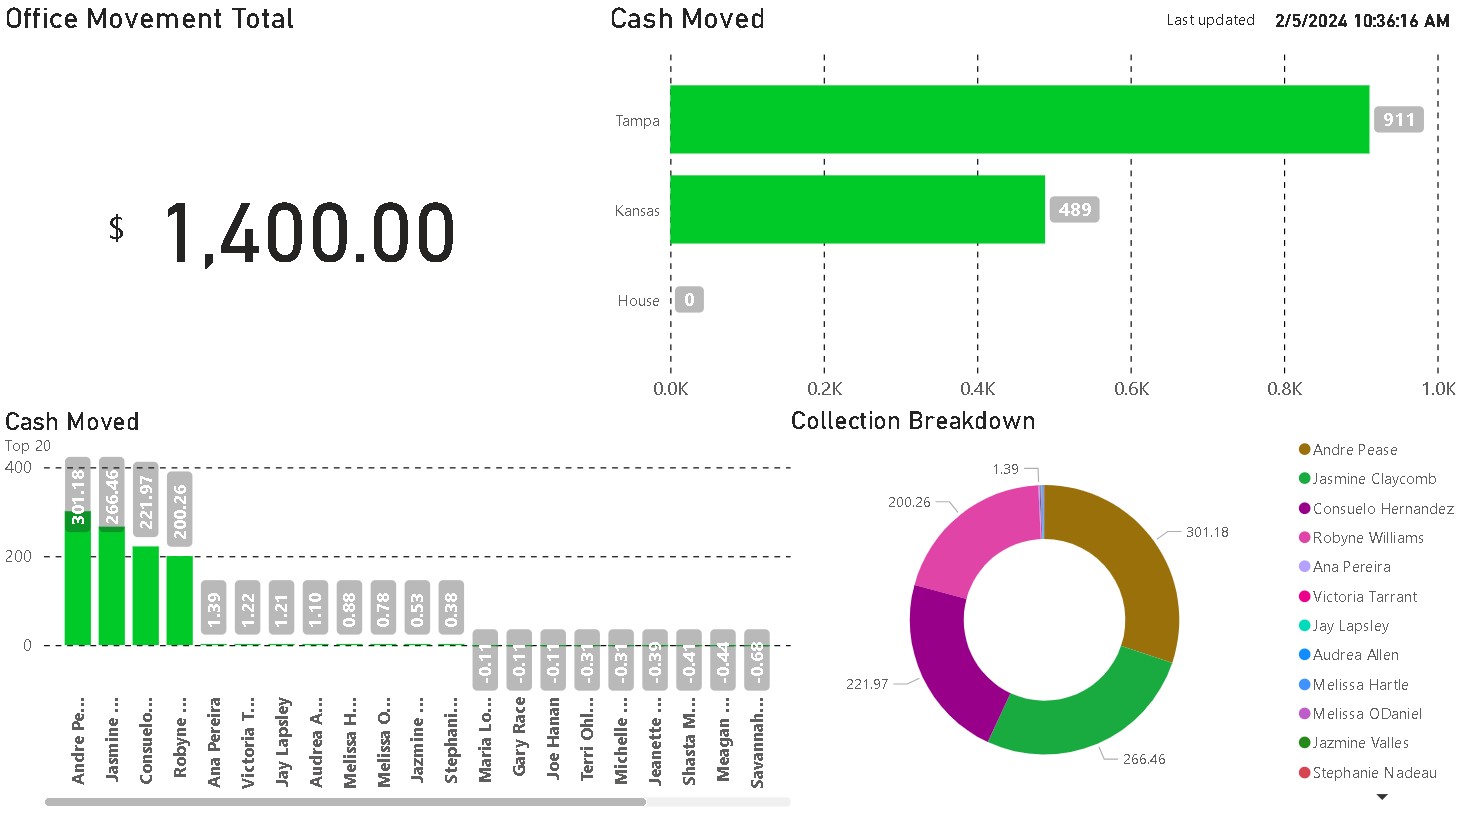 Office Movement Total
$ 1,400.00
Cash Moved
Last updated 2/5/2024 10:36:16 AM
Tampa 911
Kansas 489
House 0
0.0K 0.2K 0.4K 0.6K 0.8K 1.0K
Cash Moved
Top 20
400
200
0
301.18 266.46 221.97 200.26 1.39 1.22 1.21 1.10 0.88 0.78 0.53 0.38 -0.11 -0.11 -0.11 -0.31 -0.31 -0.39 -0.41 -0.44 -0.68
Andre Pe...
Jasmine ...
Consuelo...
Robyne ...
Ana Pereira
Victoria T...
Jay Lapsley
Audrea A...
Melissa H...
Melissa O...
Jazmine ...
Stephani...
Maria Lo...
Gary Race
Joe Hanan
Terri Ohl...
Michelle ...
Jeanette ...
Shasta M...
Meagan ...
Savannah...
Collection Breakdown
1.39
200.26
301.18
221.97
266.46
Andre Pease
Jasmine Claycomb
Consuelo Hernandez
Robyne Williams
Ana Pereira
Victoria Tarrant
Jay Lapsley
Audrea Allen
Melissa Hartle
Melissa ODaniel
Jazmine Valles
Stephanie Nadeau